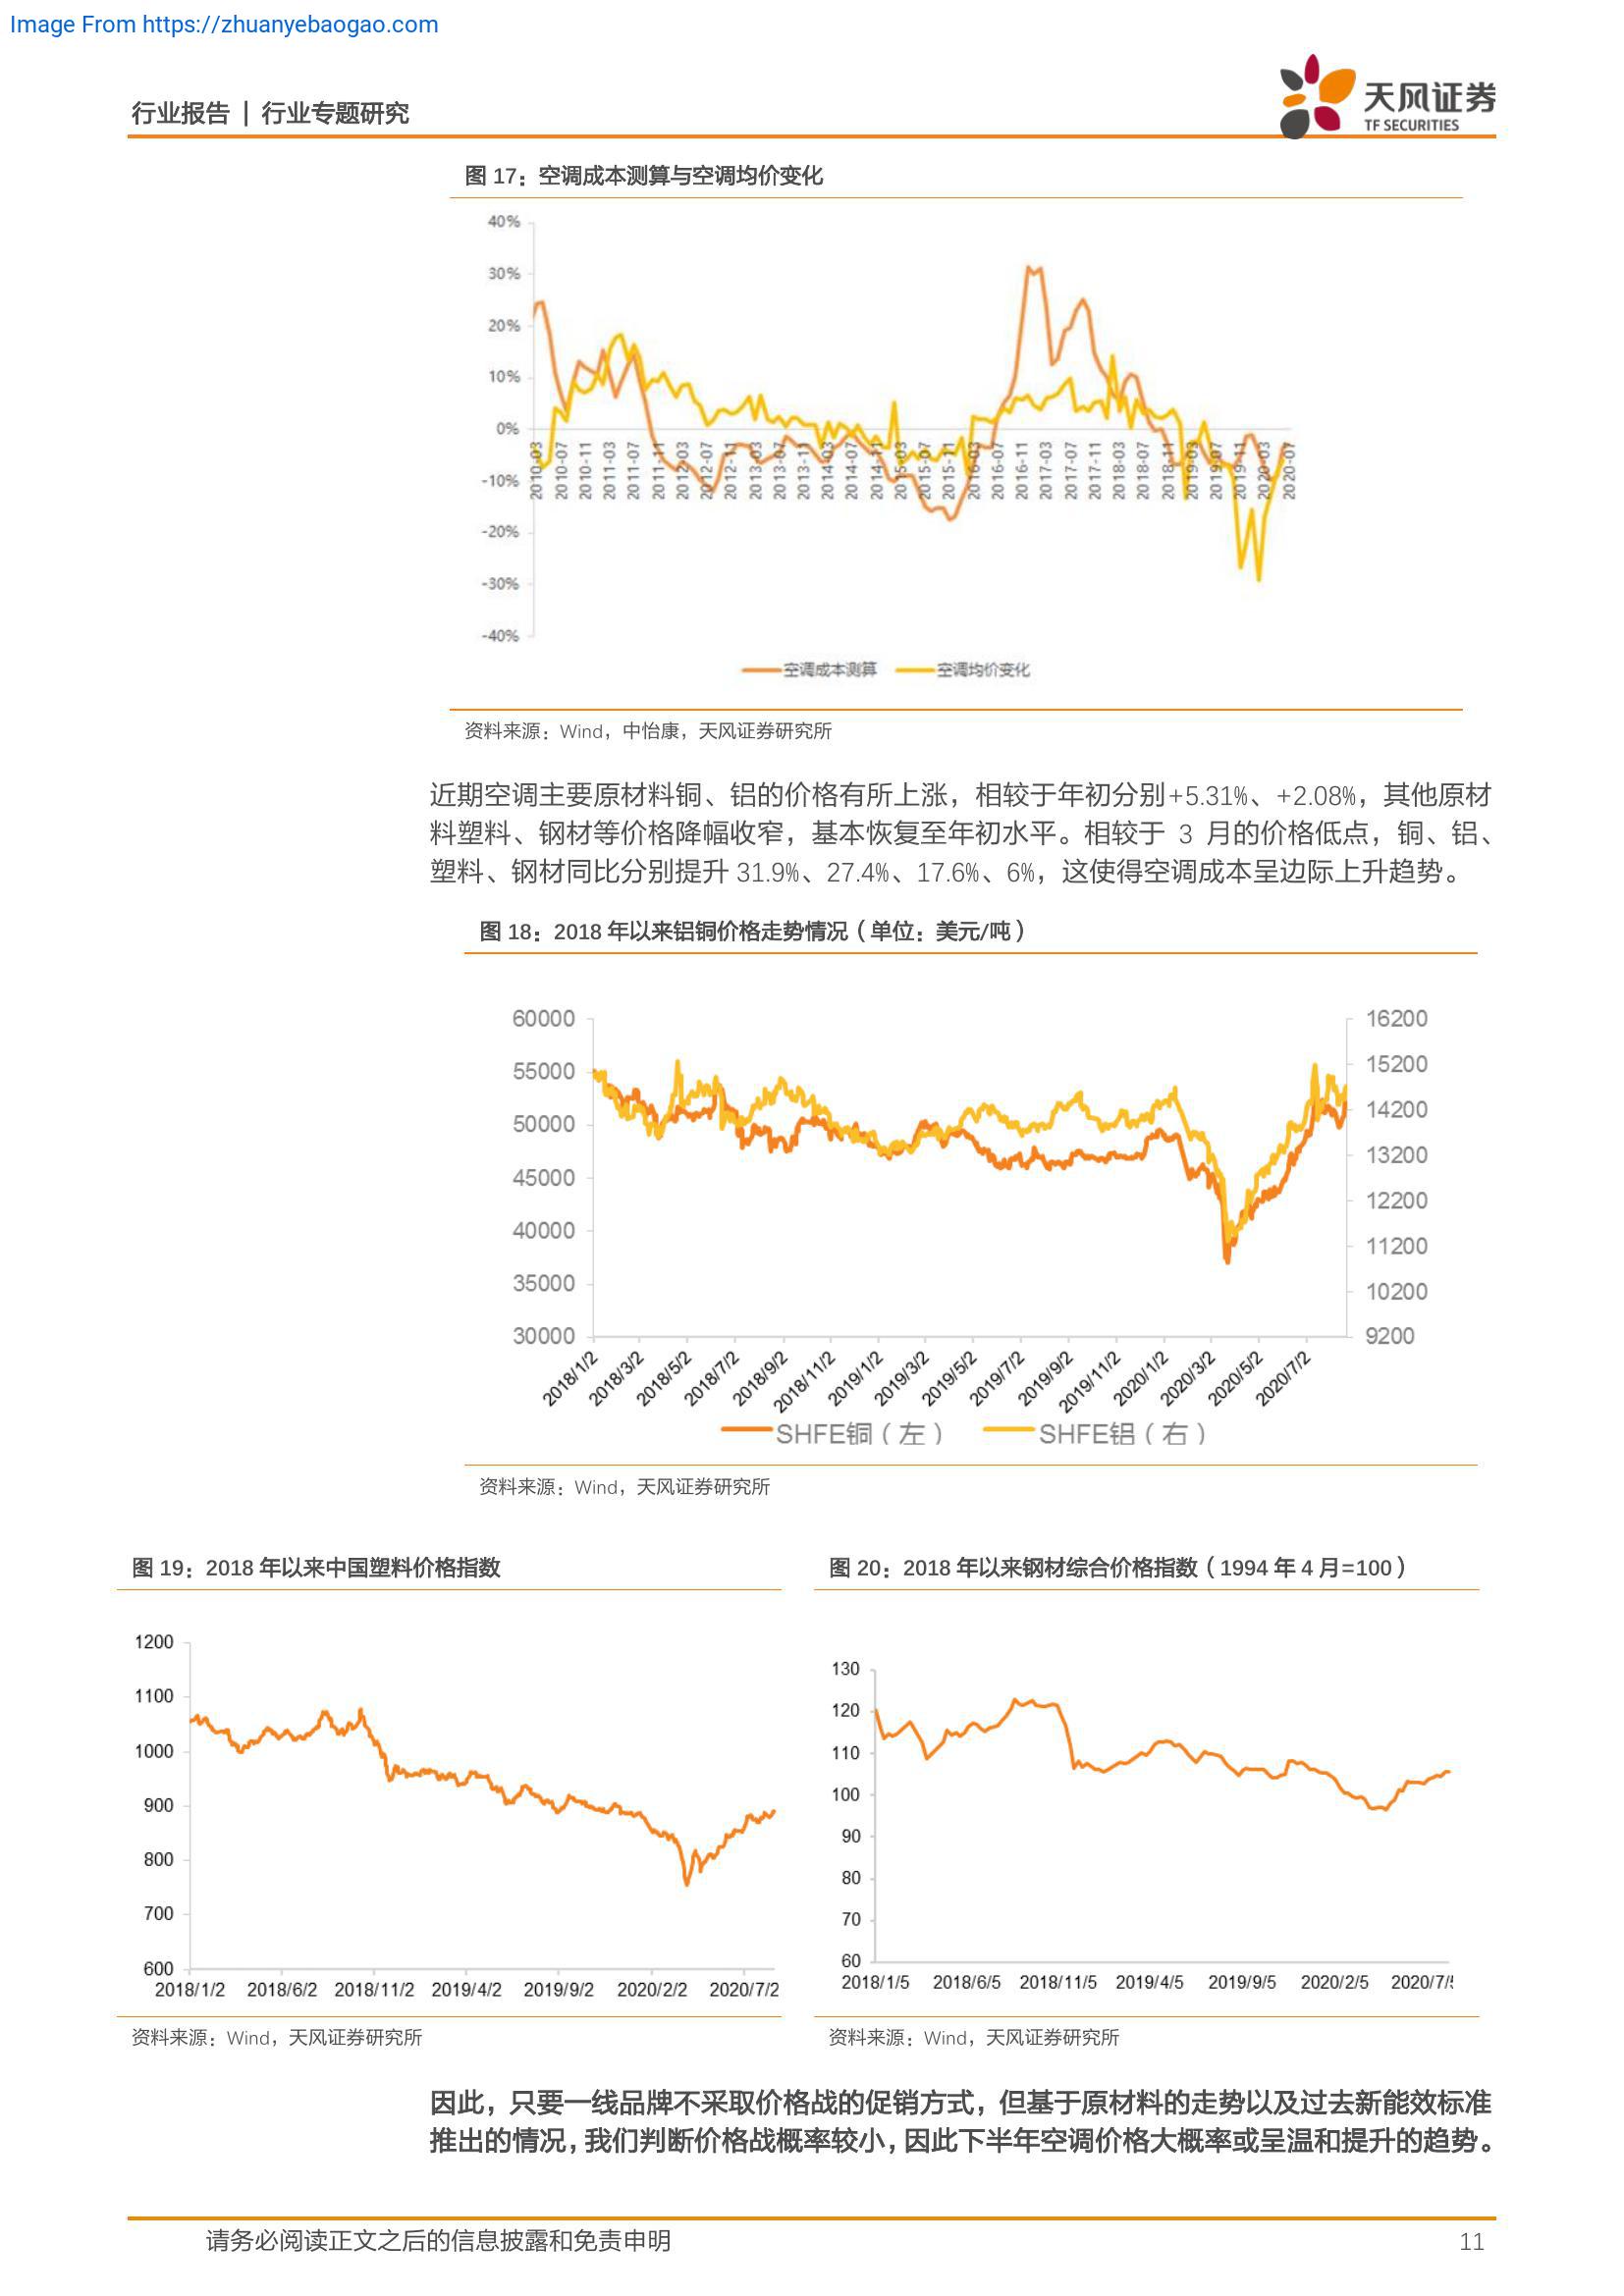 Image From https://zhuanyebaogao.com
行业报告 | 行业专题研究
天风证券
TF SECURITIES
图 17：空调成本测算与空调均价变化
40%
30%
20%
10%
0%
-10%
-20%
-30%
-40%
2010-03 2010-07 2010-11 2011-03 2011-07 2011-11 2012-03 2012-07 2012-11 2013-03 2013-07 2013-11 2014-03 2014-07 2014-11 2015-03 2015-07 2015-11 2016-03 2016-07 2016-11 2017-03 2017-07 2017-11 2018-03 2018-07 2018-11 2019-03 2019-07 2019-11 2020-03 2020-07
空调成本测算 空调均价变化
资料来源：Wind，中怡康，天风证券研究所
近期空调主要原材料铜、铝的价格有所上涨，相较于年初分别+5.31%、+2.08%，其他原材
料塑料、钢材等价格降幅收窄，基本恢复至年初水平。相较于 3 月的价格低点，铜、铝、
塑料、钢材同比分别提升 31.9%、27.4%、17.6%、6%，这使得空调成本呈边际上升趋势。
图 18：2018 年以来铝铜价格走势情况（单位：美元/吨）
60000 16200
55000 15200
50000 14200
45000 13200
40000 12200
35000 11200
30000 10200
9200
2018/1/2 2018/3/2 2018/5/2 2018/7/2 2018/9/2 2018/11/2 2019/1/2 2019/3/2 2019/5/2 2019/7/2 2019/9/2 2019/11/2 2020/1/2 2020/3/2 2020/5/2 2020/7/2
SHFE铜（左） SHFE铝（右）
资料来源：Wind，天风证券研究所
图 19：2018 年以来中国塑料价格指数
1200
1100
1000
900
800
700
600
2018/1/2 2018/6/2 2018/11/2 2019/4/2 2019/9/2 2020/2/2 2020/7/2
资料来源：Wind，天风证券研究所
图 20：2018 年以来钢材综合价格指数（1994 年 4 月=100）
130
120
110
100
90
80
70
60
2018/1/5 2018/6/5 2018/11/5 2019/4/5 2019/9/5 2020/2/5 2020/7/5
资料来源：Wind，天风证券研究所
因此，只要一线品牌不采取价格战的促销方式，但基于原材料的走势以及过去新能效标准
推出的情况，我们判断价格战概率较小，因此下半年空调价格大概率或呈温和提升的趋势。
请务必阅读正文之后的信息披露和免责申明 11